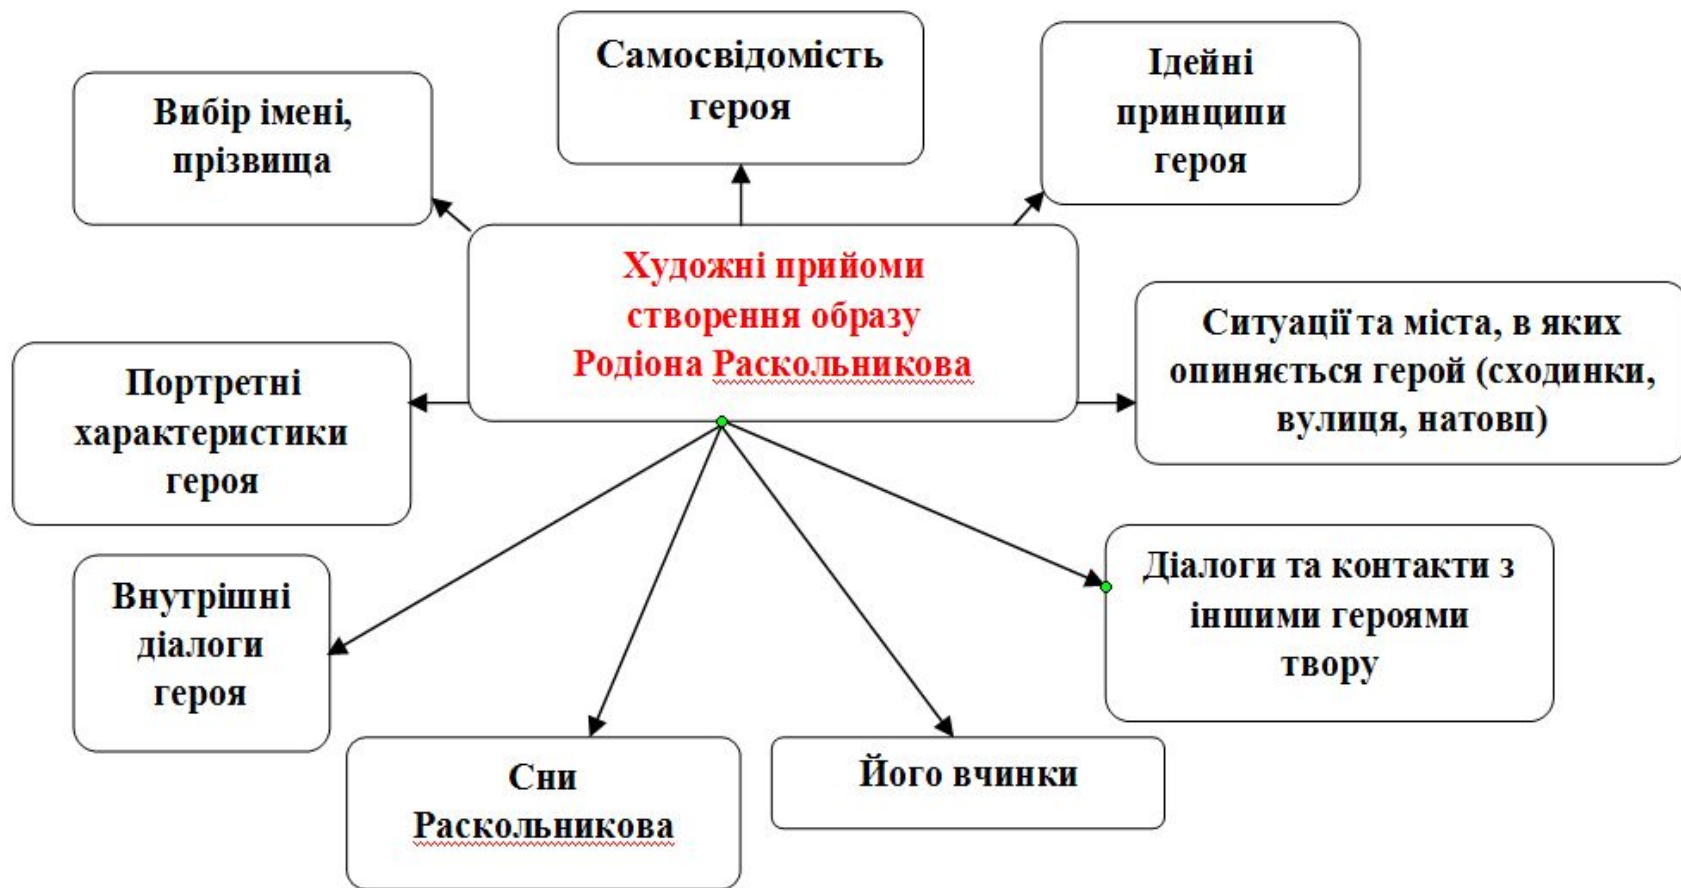 Самосвідомість
героя
Ідейні
принципи
героя
Вибір імені,
прізвища
Художні прийоми
створення образу
Родіона Раскольникова
Ситуації та міста, в яких
опиняється герой (сходинки,
вулиця, натовп)
Портретні
характеристики
героя
Діалоги та контакти з
іншими героями
твору
Внутрішні
діалоги
героя
Сни
Раскольникова
Його вчинки